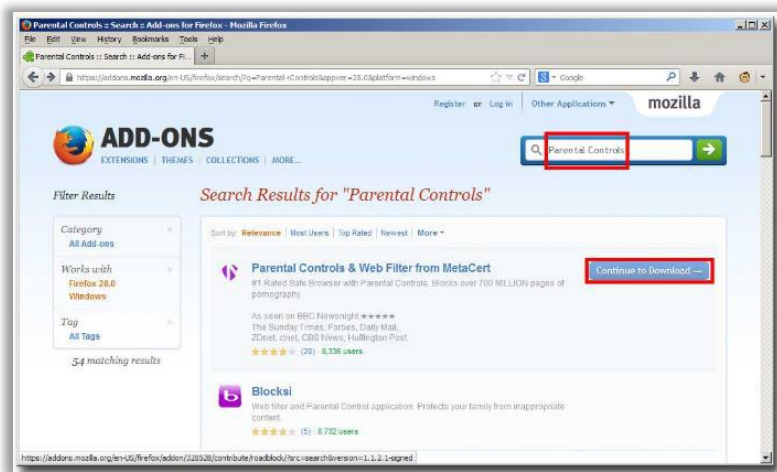 Parental Controls :: Search :: Add-ons for Firefox - Mozilla Firefox
File Edit View History Bookmarks Tools Help
Parental Controls :: Search :: Add-ons for Fi...
https://addons.mozilla.org/en-US/firefox/search/?q=Parental+Controls&appver=28.0&platform=windows
Google
Register or Log in Other Applications mozilla
ADD-ONS
EXTENSIONS | THEMES | COLLECTIONS | MORE...
Parental Controls
Filter Results
Search Results for "Parental Controls"
Category
All Add-ons
Works with
Firefox 28.0
Windows
Tag
All Tags
54 matching results
Sort by: Relevance Most Users Top Rated Newest More
Parental Controls & Web Filter from MetaCert
Continue to Download →
#1 Rated Safe Browser with Parental Controls. Blocks over 700 MILLION pages of
pornography.
As seen on BBC Newsnight ★★★★★
The Sunday Times, Forbes, Daily Mail,
ZDnet, cnet, CBS News, Huffington Post
(20) 8,338 users
Blocksi
Web filter and Parental Control application. Protects your family from inappropriate
content.
(5) 8,732 users
https://addons.mozilla.org/en-US/firefox/addon/328528/contribute/roadblock/?src=search&version=1.1.2.1-signed